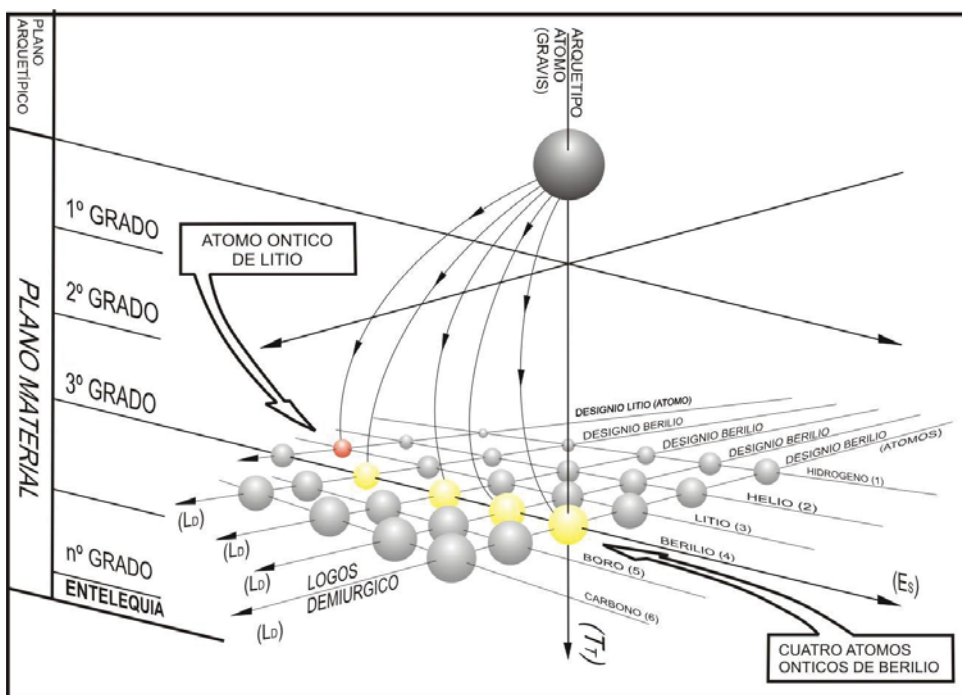 PLANO
ARQUETÍPICO
ARQUETIPO
ATOMO
(GRAVIS)
1º GRADO
ATOMO ONTICO
DE LITIO
2º GRADO
PLANO MATERIAL
3º GRADO
DESIGNIO LITIO (ATOMO)
DESIGNIO BERILIO
DESIGNIO BERILIO
DESIGNIO BERILIO
DESIGNIO BERILIO
(ATOMOS)
HIDROGENO (1)
HELIO (2)
LITIO (3)
BERILIO (4)
BORO (5)
CARBONO (6)
(LD)
(LD)
(LD)
(LD)
LOGOS
DEMIURGICO
nº GRADO
ENTELEQUIA
(ES)
(TT)
CUATRO ATOMOS
ONTICOS DE BERILIO